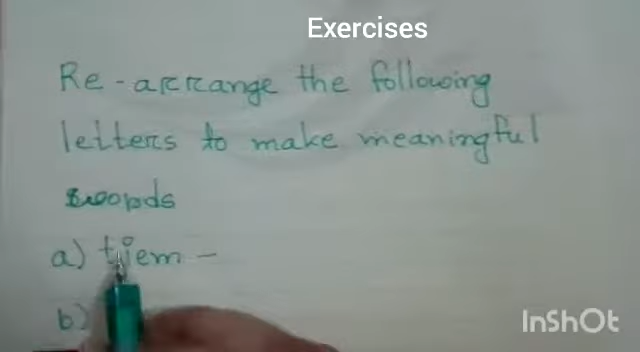 Exercises
Re-arrange the following
letters to make meaningful
words
a) tiem -
b)
InShOt